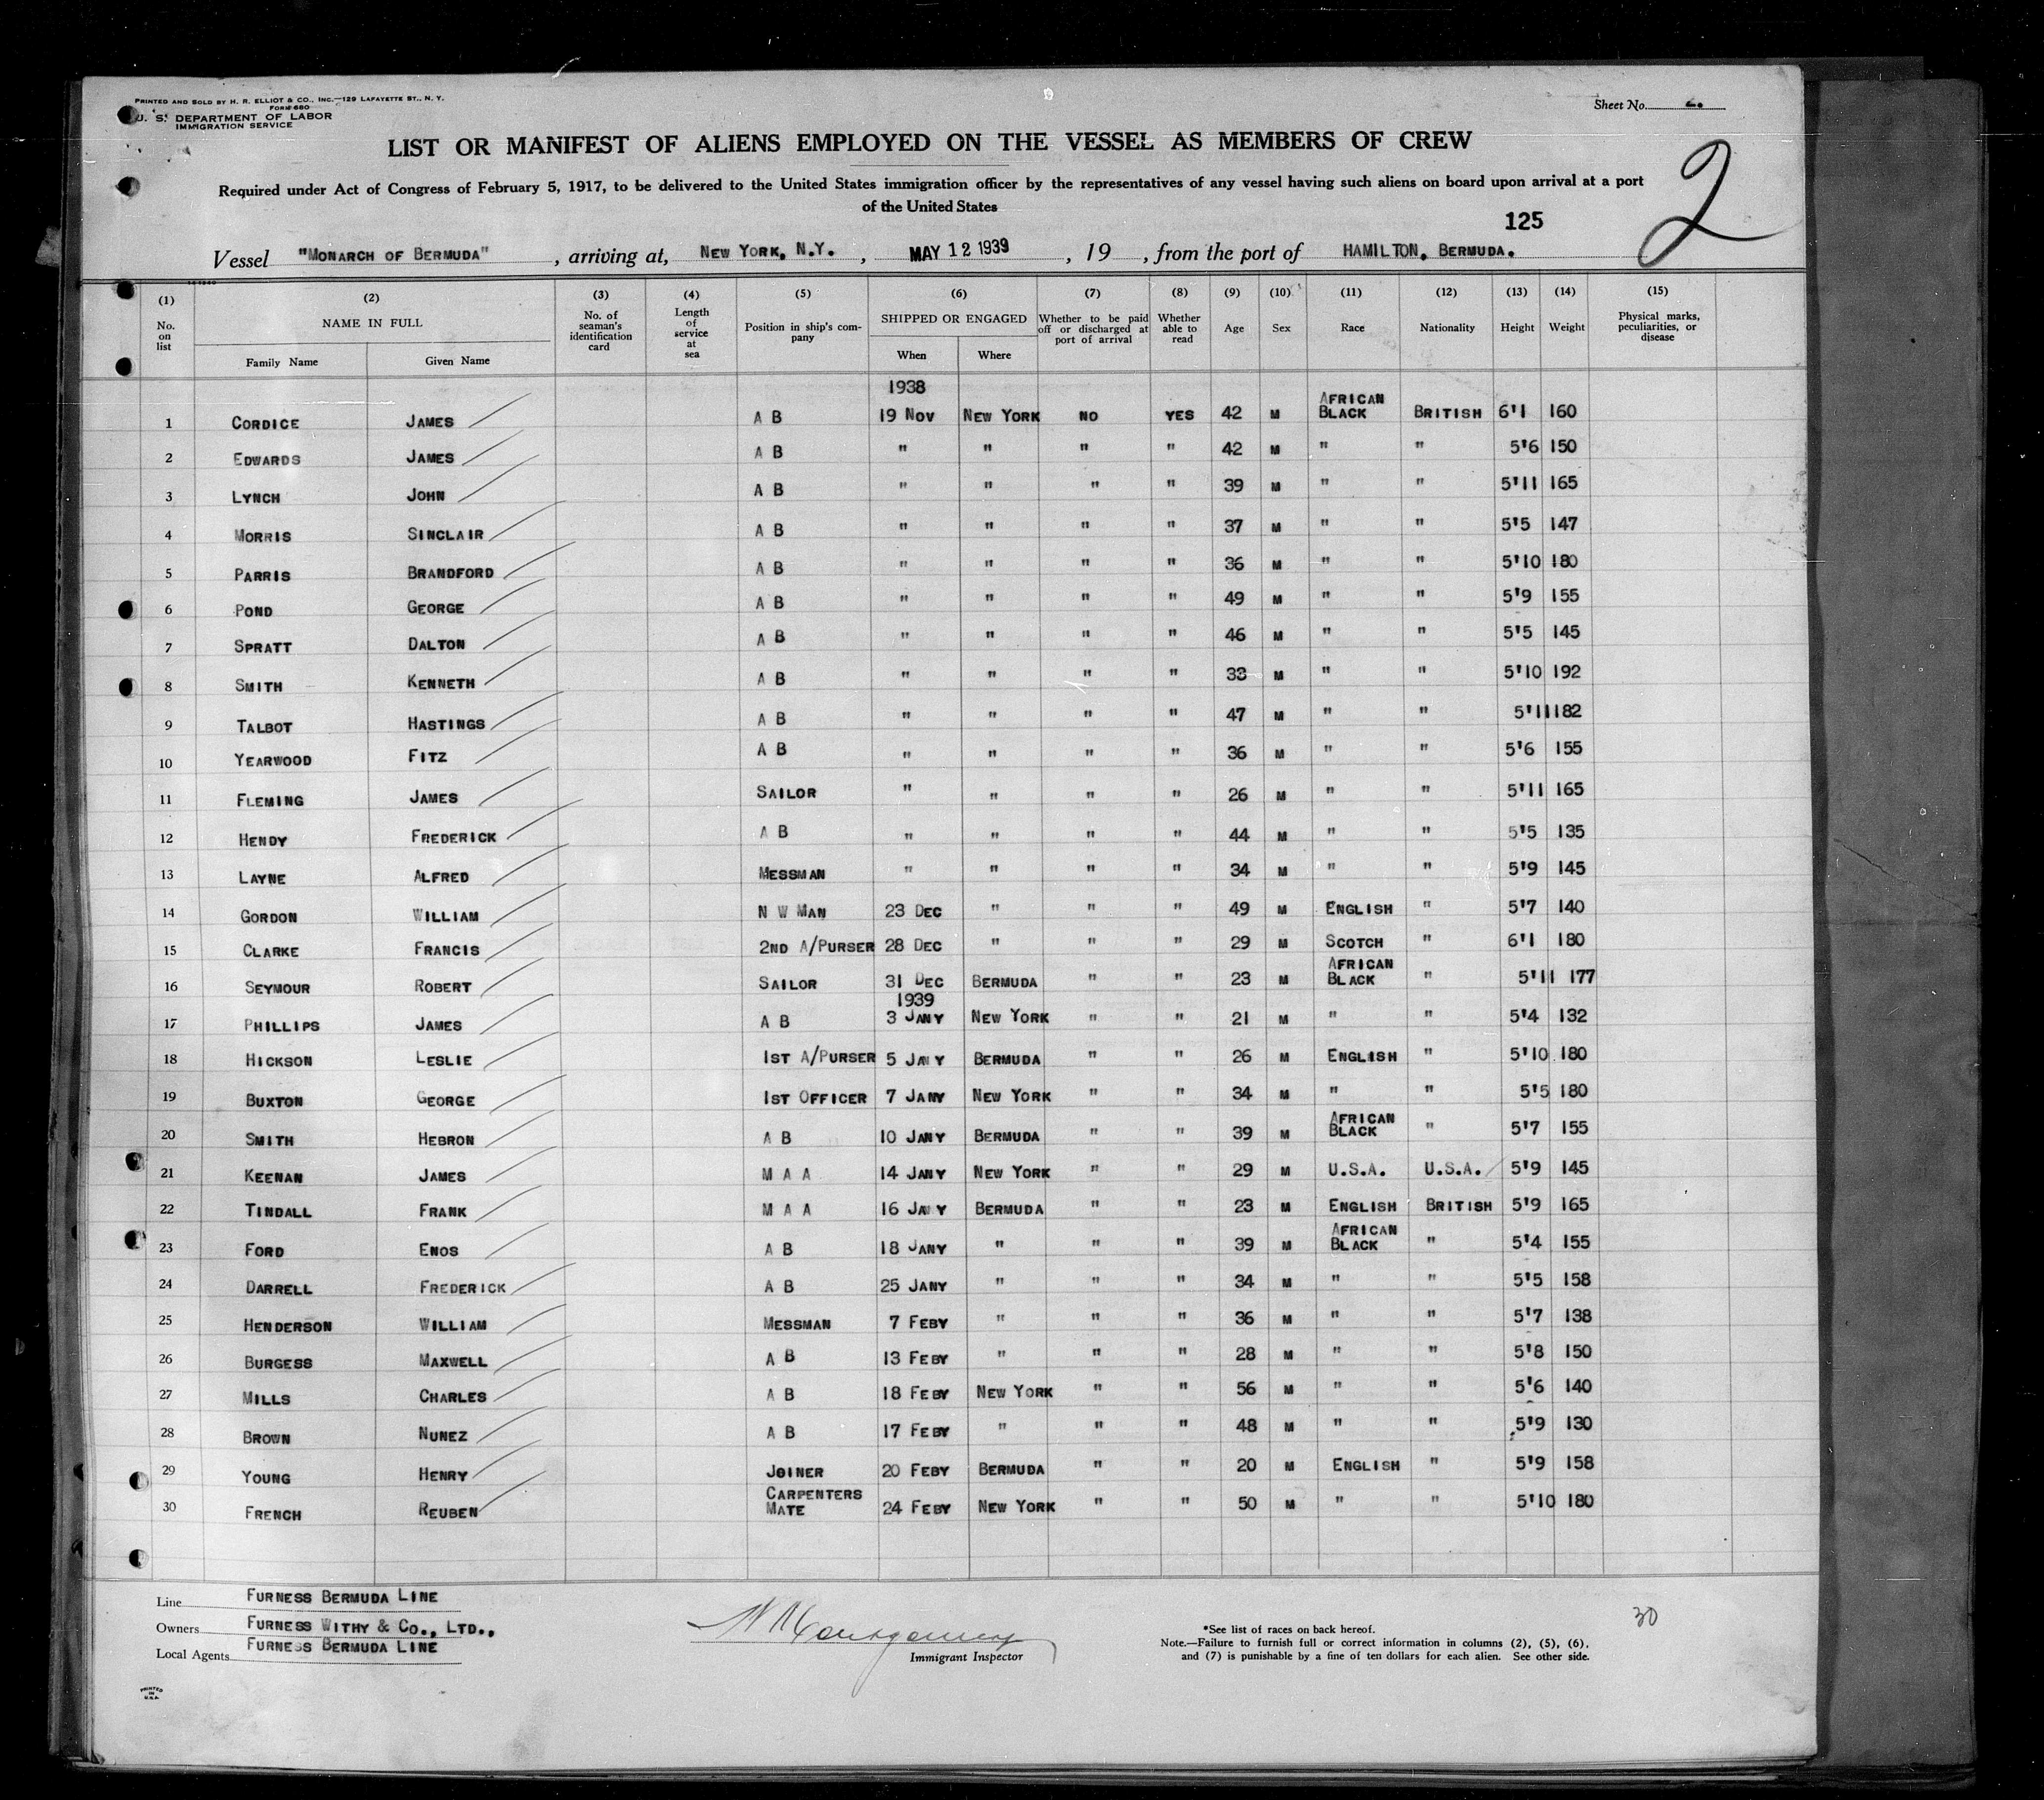 PRINTED AND SOLD BY H. R. ELLIOT & CO., INC.—129 LAFAYETTE ST., N. Y.
FORM 680
U. S. DEPARTMENT OF LABOR
IMMIGRATION SERVICE
Sheet No. 2.
2
LIST OR MANIFEST OF ALIENS EMPLOYED ON THE VESSEL AS MEMBERS OF CREW
Required under Act of Congress of February 5, 1917, to be delivered to the United States immigration officer by the representatives of any vessel having such aliens on board upon arrival at a port
of the United States
125
Vessel "MONARCH OF BERMUDA", arriving at, NEW YORK, N.Y., MAY 12 1939, 19 , from the port of HAMILTON, BERMUDA.
(1) (2) (3) (4) (5) (6) (7) (8) (9) (10) (11) (12) (13) (14) (15)
No. on list NAME IN FULL Family Name Given Name No. of seaman's identification card Length of service at sea Position in ship's company SHIPPED OR ENGAGED When Where Whether to be paid off or discharged at port of arrival Whether able to read Age Sex Race Nationality Height Weight Physical marks, peculiarities, or disease
1938
1 CORDICE JAMES A B 19 NOV NEW YORK NO YES 42 M AFRICAN BLACK BRITISH 6'1 160
2 EDWARDS JAMES A B " " " " 42 M " " 5'6 150
3 LYNCH JOHN A B " " " " 39 M " " 5'11 165
4 MORRIS SINCLAIR A B " " " " 37 M " " 5'5 147
5 PARRIS BRANDFORD A B " " " " 36 M " " 5'10 180
6 POND GEORGE A B " " " " 49 M " " 5'9 155
7 SPRATT DALTON A B " " " " 46 M " " 5'5 145
8 SMITH KENNETH A B " " " " 33 M " " 5'10 192
9 TALBOT HASTINGS A B " " " " 47 M " " 5'11 182
10 YEARWOOD FITZ A B " " " " 36 M " " 5'6 155
11 FLEMING JAMES SAILOR " " " " 26 M " " 5'11 165
12 HENDY FREDERICK A B " " " " 44 M " " 5'5 135
13 LAYNE ALFRED MESSMAN " " " " 34 M " " 5'9 145
14 GORDON WILLIAM N W MAN 23 DEC " " " 49 M ENGLISH " 5'7 140
15 CLARKE FRANCIS 2ND A/PURSER 28 DEC " " " 29 M SCOTCH " 6'1 180
16 SEYMOUR ROBERT SAILOR 31 DEC BERMUDA " " 23 M AFRICAN BLACK " 5'11 177
1939
17 PHILLIPS JAMES A B 3 JANY NEW YORK " " 21 M " " 5'4 132
18 HICKSON LESLIE 1ST A/PURSER 5 JANY BERMUDA " " 26 M ENGLISH " 5'10 180
19 BUXTON GEORGE 1ST OFFICER 7 JANY NEW YORK " " 34 M " " 5'5 180
20 SMITH HEBRON A B 10 JANY BERMUDA " " 39 M AFRICAN BLACK " 5'7 155
21 KEENAN JAMES M A A 14 JANY NEW YORK " " 29 M U.S.A. U.S.A. 5'9 145
22 TINDALL FRANK M A A 16 JANY BERMUDA " " 23 M ENGLISH BRITISH 5'9 165
23 FORD ENOS A B 18 JANY " " " 39 M AFRICAN BLACK " 5'4 155
24 DARRELL FREDERICK A B 25 JANY " " " 34 M " " 5'5 158
25 HENDERSON WILLIAM MESSMAN 7 FEBY " " " 36 M " " 5'7 138
26 BURGESS MAXWELL A B 13 FEBY " " " 28 M " " 5'8 150
27 MILLS CHARLES A B 18 FEBY NEW YORK " " 56 M " " 5'6 140
28 BROWN NUNEZ A B 17 FEBY " " " 48 M " " 5'9 130
29 YOUNG HENRY JOINER 20 FEBY BERMUDA " " 20 M ENGLISH " 5'9 158
30 FRENCH REUBEN CARPENTERS MATE 24 FEBY NEW YORK " " 50 M " " 5'10 180
Line FURNESS BERMUDA LINE
Owners FURNESS WITHY & CO., LTD.,
Local Agents FURNESS BERMUDA LINE
Montgomery
Immigrant Inspector
30
*See list of races on back hereof.
Note.—Failure to furnish full or correct information in columns (2), (5), (6),
and (7) is punishable by a fine of ten dollars for each alien. See other side.
PRINTED
IN
U.S.A.